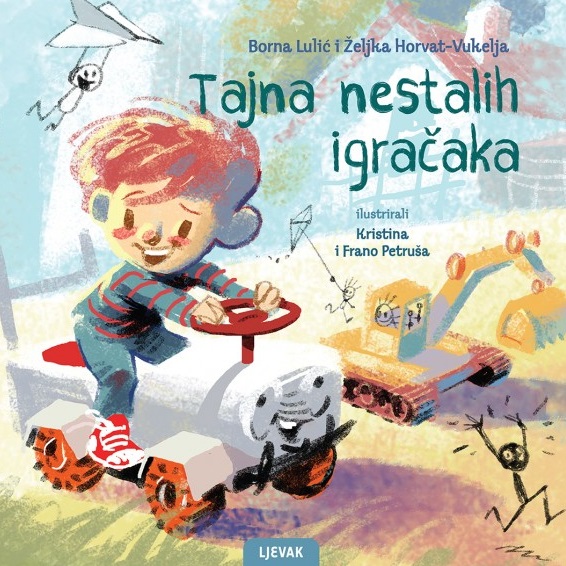 Borna Lulić i Željka Horvat-Vukelja
Tajna nestalih
igračaka
ilustrirali
Kristina
i Frano Petruša
LJEVAK